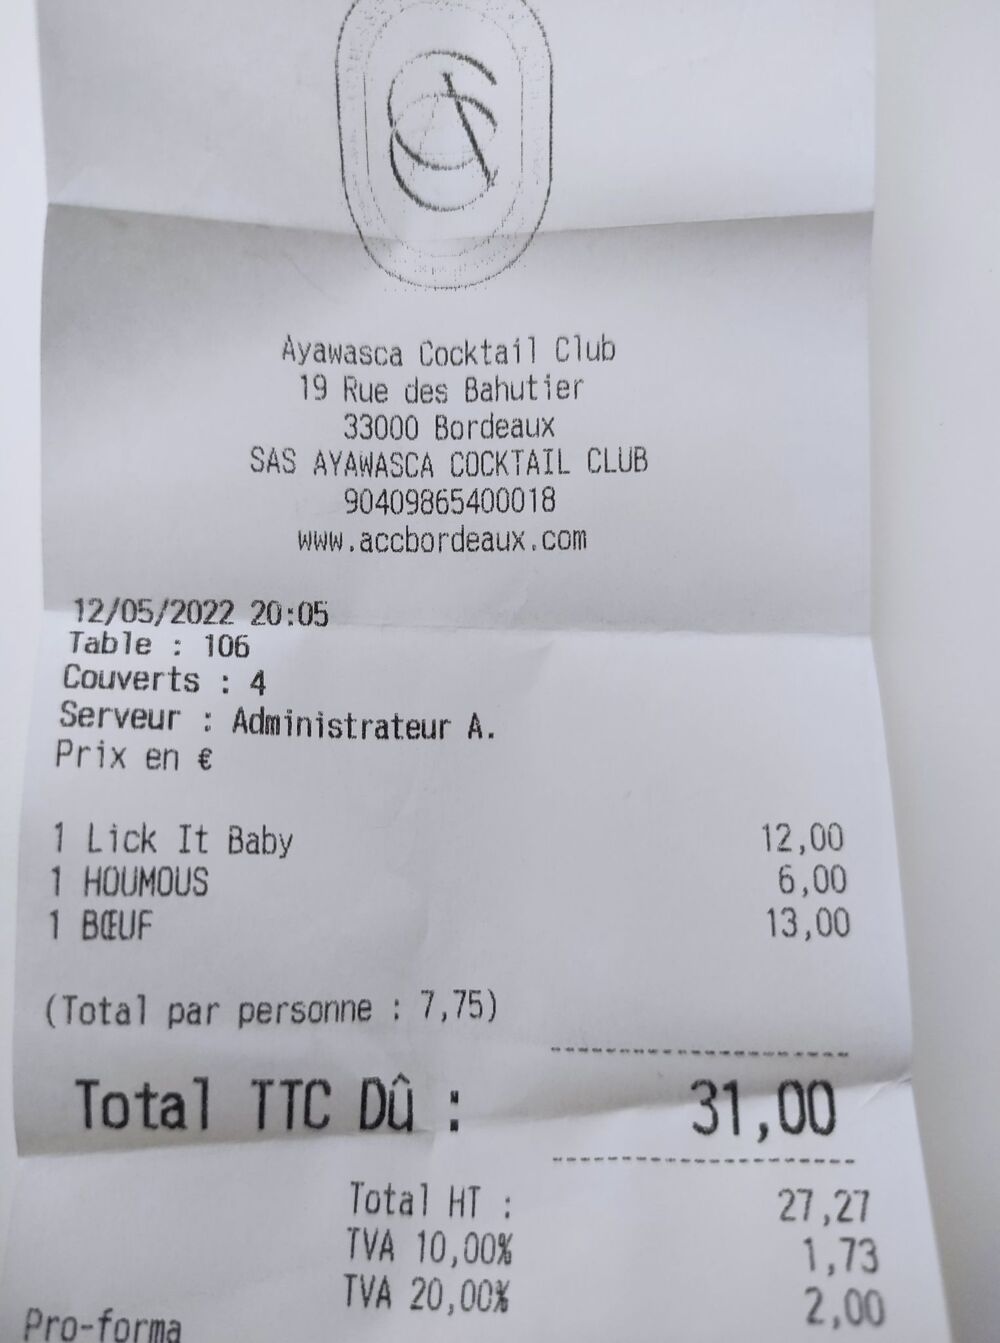 Ayawasca Cocktail Club
19 Rue des Bahutier
33000 Bordeaux
SAS AYAWASCA COCKTAIL CLUB
90409865400018
www.accbordeaux.com
12/05/2022 20:05
Table : 106
Couverts : 4
Serveur : Administrateur A.
Prix en €
1 Lick It Baby 12,00
1 HOUMOUS 6,00
1 BŒUF 13,00
(Total par personne : 7,75)
Total TTC Dû : 31,00
Total HT : 27,27
TVA 10,00% 1,73
TVA 20,00% 2,00
Pro-forma